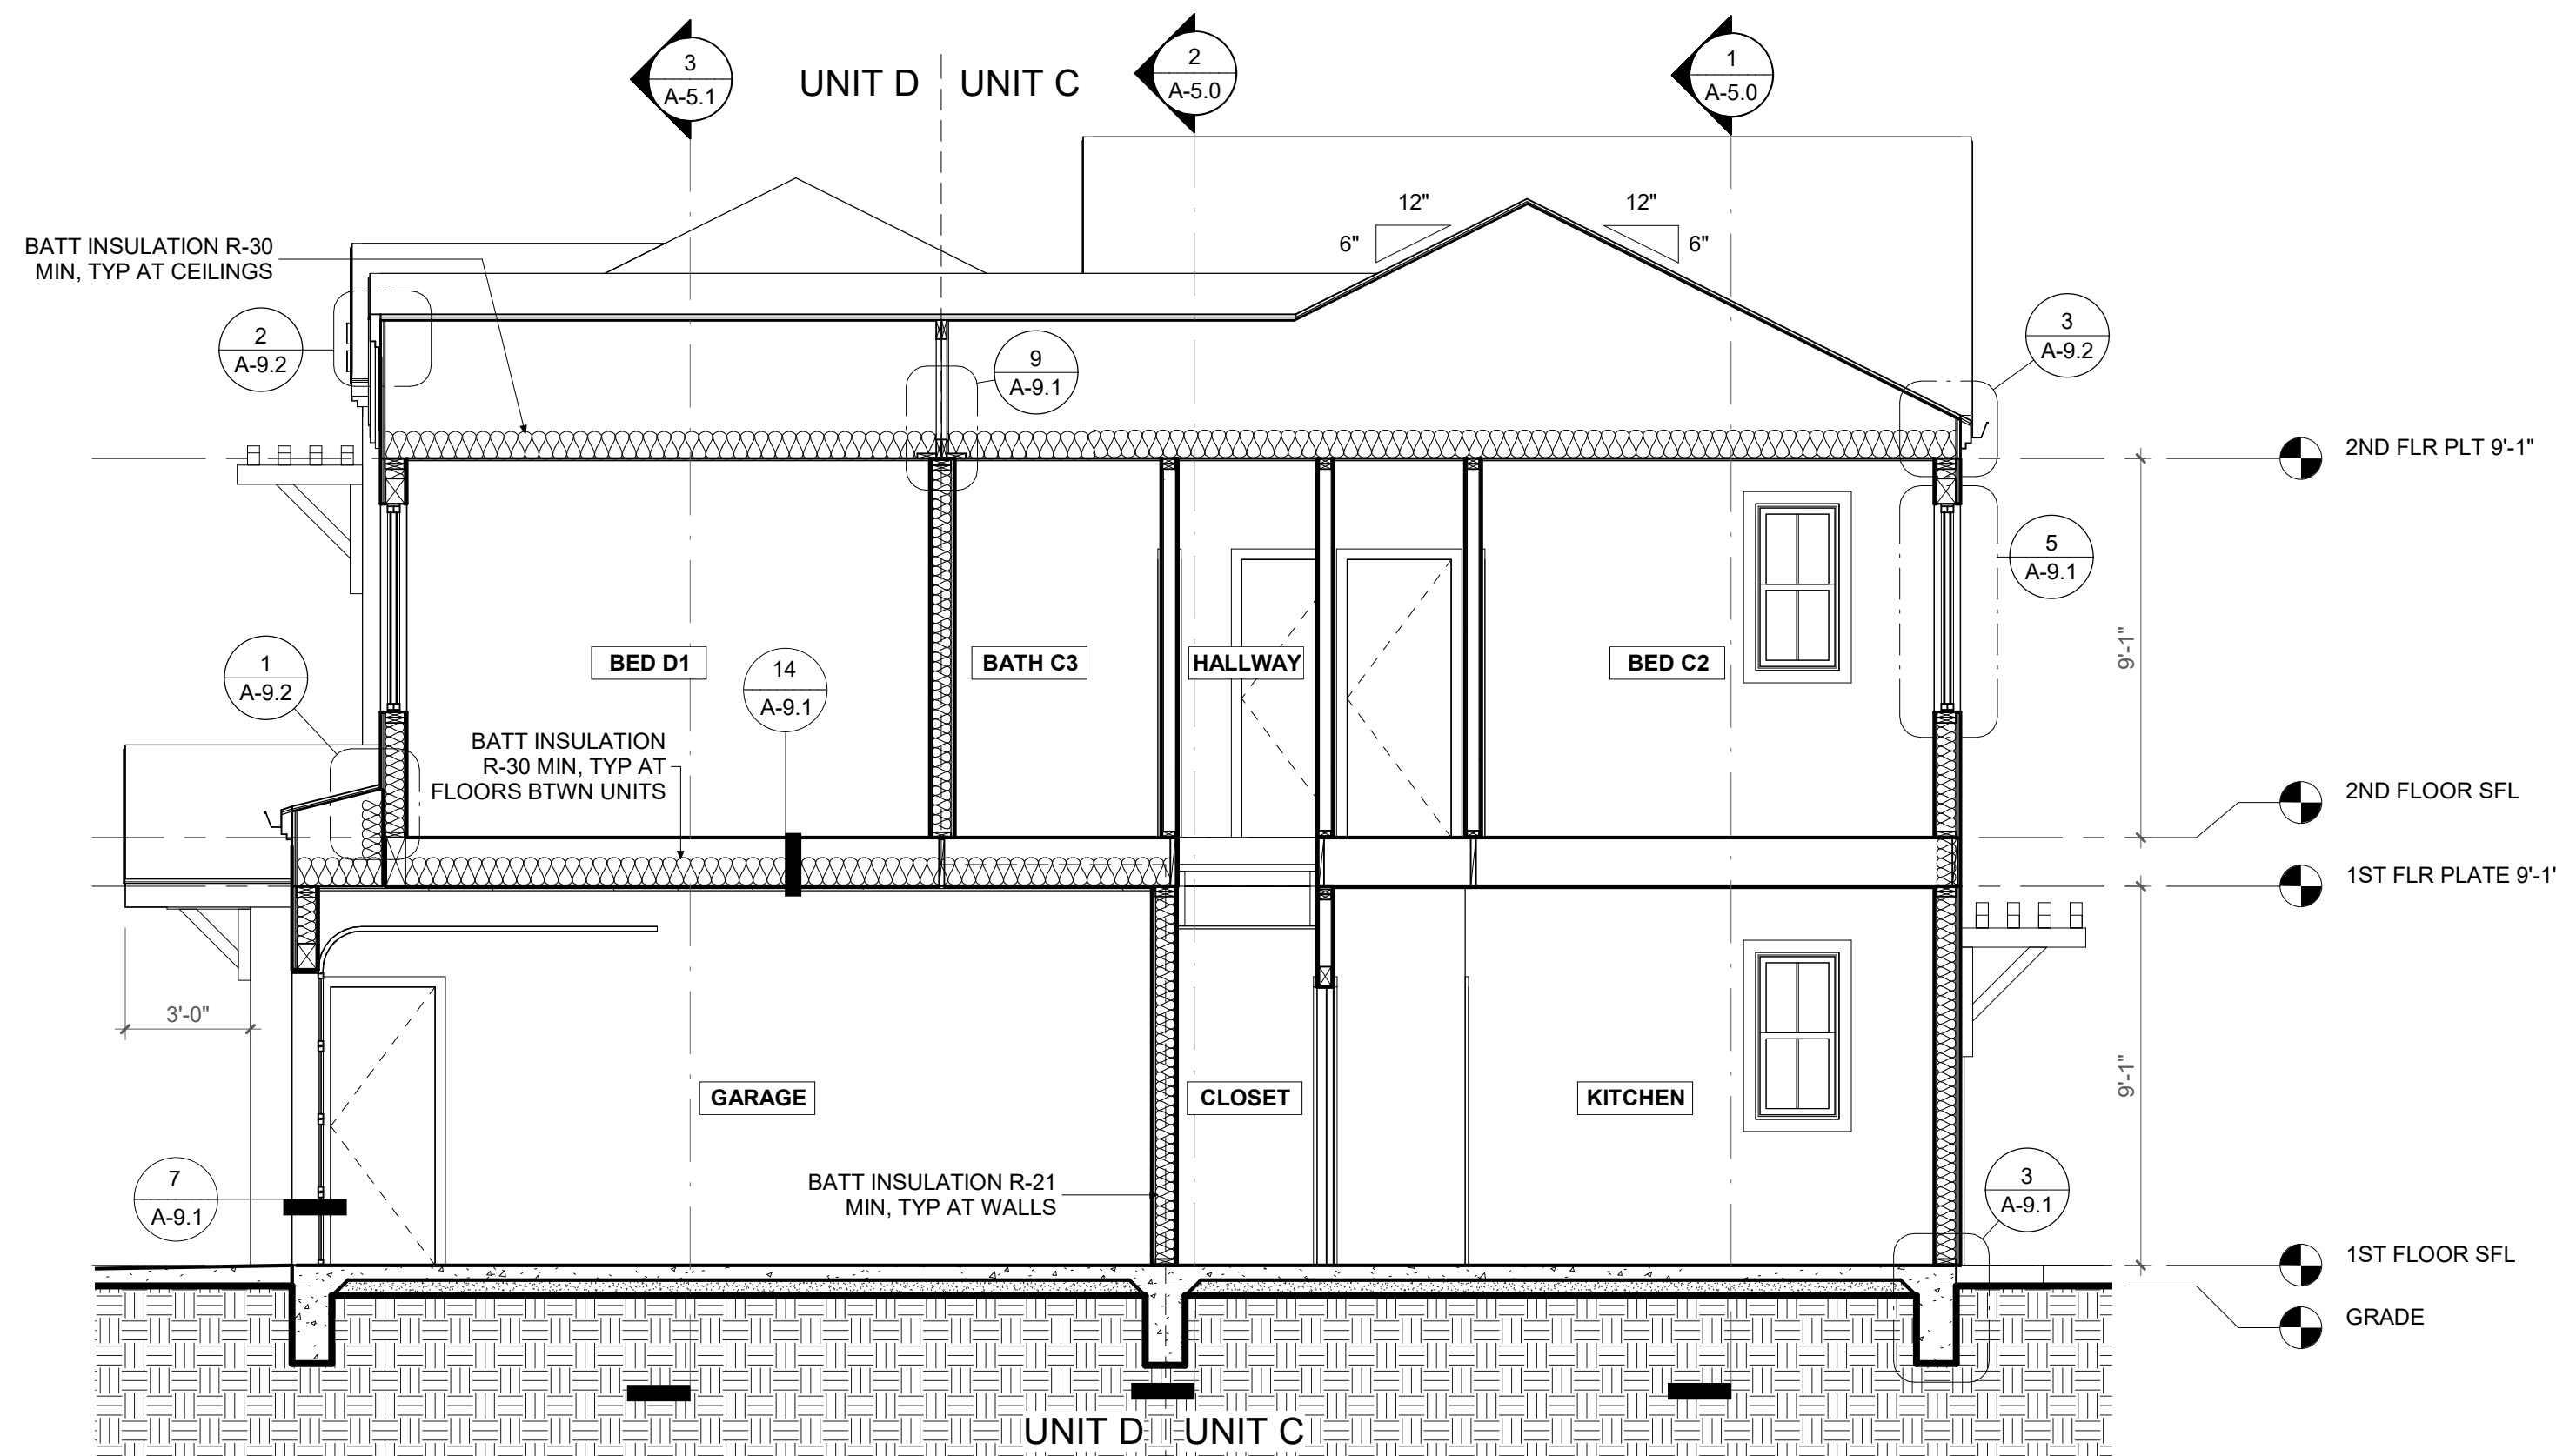 3
A-5.1
UNIT D
UNIT C
2
A-5.0
1
A-5.0
12"
6"
12"
6"
BATT INSULATION R-30
MIN, TYP AT CEILINGS
2
A-9.2
9
A-9.1
3
A-9.2
2ND FLR PLT 9'-1"
5
A-9.1
1
A-9.2
BED D1
14
A-9.1
BATH C3
HALLWAY
BED C2
9'-1"
BATT INSULATION
R-30 MIN, TYP AT
FLOORS BTWN UNITS
2ND FLOOR SFL
1ST FLR PLATE 9'-1'
3'-0"
GARAGE
CLOSET
KITCHEN
9'-1"
7
A-9.1
BATT INSULATION R-21
MIN, TYP AT WALLS
3
A-9.1
1ST FLOOR SFL
GRADE
UNIT D
UNIT C